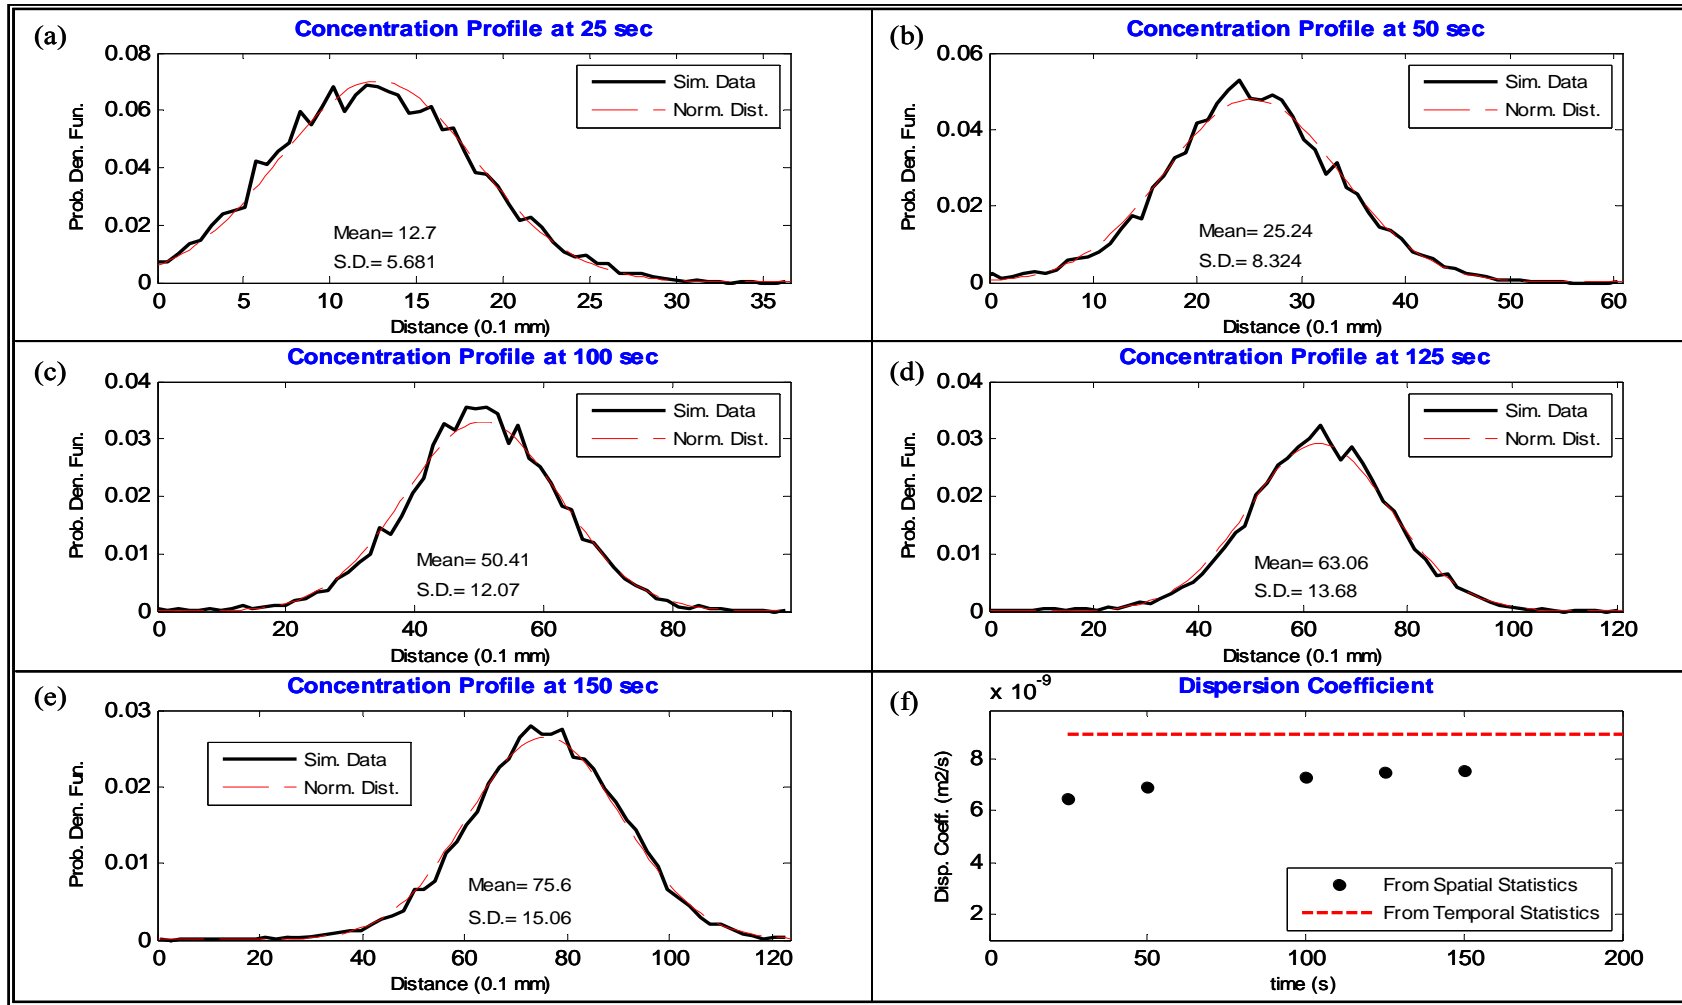 (a)
Concentration Profile at 25 sec
0.08
0.06
0.04
0.02
0
Prob. Den. Fun.
Sim. Data
Norm. Dist.
Mean= 12.7
S.D.= 5.681
0 5 10 15 20 25 30 35
Distance (0.1 mm)
(b)
Concentration Profile at 50 sec
0.06
0.04
0.02
0
Prob. Den. Fun.
Sim. Data
Norm. Dist.
Mean= 25.24
S.D.= 8.324
0 10 20 30 40 50 60
Distance (0.1 mm)
(c)
Concentration Profile at 100 sec
0.04
0.03
0.02
0.01
0
Prob. Den. Fun.
Sim. Data
Norm. Dist.
Mean= 50.41
S.D.= 12.07
0 20 40 60 80
Distance (0.1 mm)
(d)
Concentration Profile at 125 sec
0.04
0.03
0.02
0.01
0
Prob. Den. Fun.
Sim. Data
Norm. Dist.
Mean= 63.06
S.D.= 13.68
0 20 40 60 80 100 120
Distance (0.1 mm)
(e)
Concentration Profile at 150 sec
0.03
0.02
0.01
0
Prob. Den. Fun.
Sim. Data
Norm. Dist.
Mean= 75.6
S.D.= 15.06
0 20 40 60 80 100 120
Distance (0.1 mm)
(f)
x 10⁻⁹
Dispersion Coefficient
8
6
4
2
Disp. Coeff. (m2/s)
From Spatial Statistics
From Temporal Statistics
0 50 100 150 200
time (s)